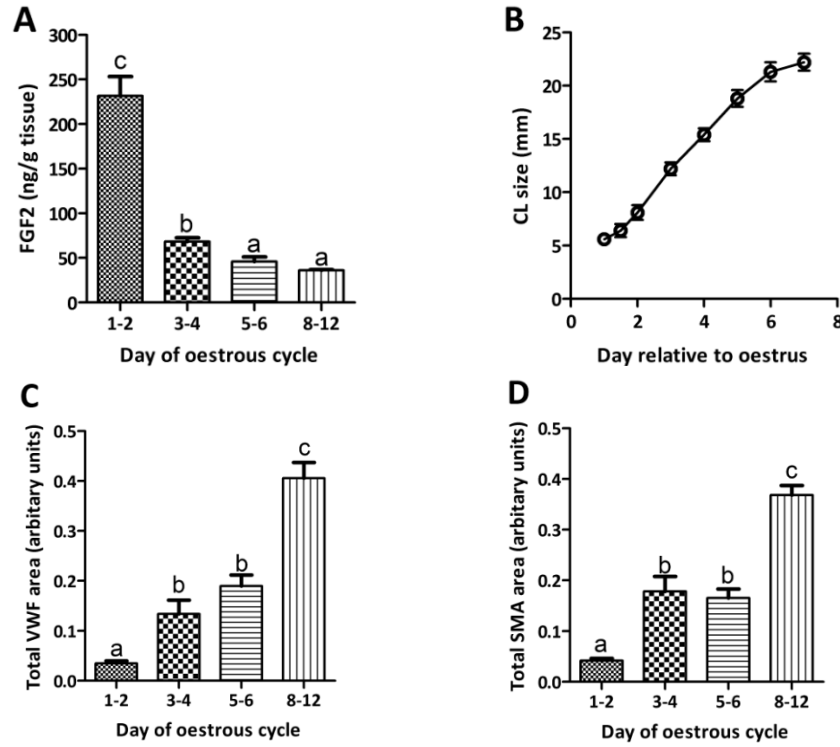 A
FGF2 (ng/g tissue)
300
250
200
150
100
50
0
c
b
a
a
1-2 3-4 5-6 8-12
Day of oestrous cycle
B
CL size (mm)
25
20
15
10
5
0
0 2 4 6 8
Day relative to oestrus
C
Total VWF area (arbitary units)
0.5
0.4
0.3
0.2
0.1
0.0
a
b
b
c
1-2 3-4 5-6 8-12
Day of oestrous cycle
D
Total SMA area (arbitary units)
0.5
0.4
0.3
0.2
0.1
0.0
a
b
b
c
1-2 3-4 5-6 8-12
Day of oestrous cycle